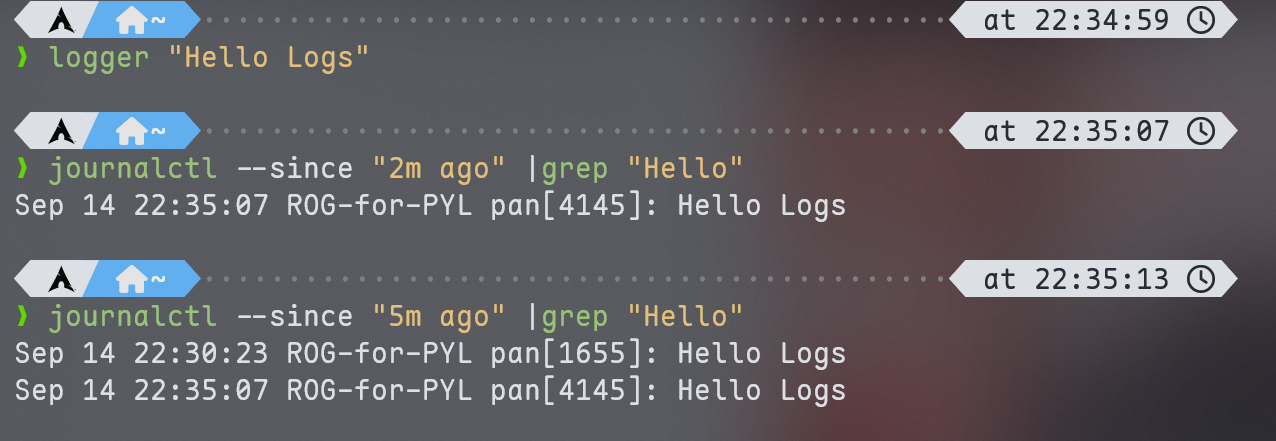 ~ at 22:34:59
❯ logger "Hello Logs"
~ at 22:35:07
❯ journalctl --since "2m ago" |grep "Hello"
Sep 14 22:35:07 ROG-for-PYL pan[4145]: Hello Logs
~ at 22:35:13
❯ journalctl --since "5m ago" |grep "Hello"
Sep 14 22:30:23 ROG-for-PYL pan[1655]: Hello Logs
Sep 14 22:35:07 ROG-for-PYL pan[4145]: Hello Logs